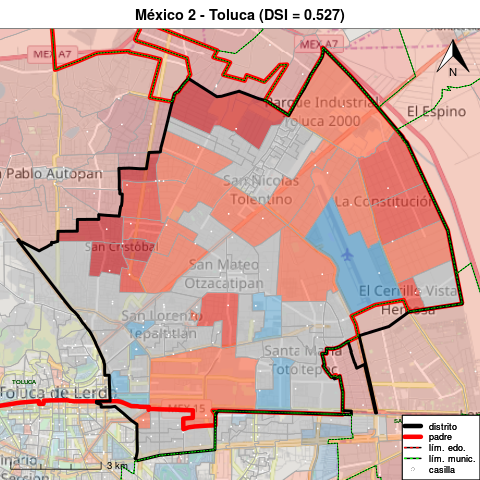 México 2 - Toluca (DSI = 0.527)
MEX A7
MEX A7
N
Parque Industrial
Toluca 2000
El Espino
Pablo Autopan
San Nicolas
Tolentino
La Constitución
San Cristóbal
San Mateo
Otzacatipan
El Cerrillo Vista
Hermosa
San Lorenzo
Tepaltitlán
Santa María
Totoltepec
TOLUCA
Toluca de Lerdo
MEX 15
3 km
distrito
padre
lím. edo.
lím. munic.
casilla